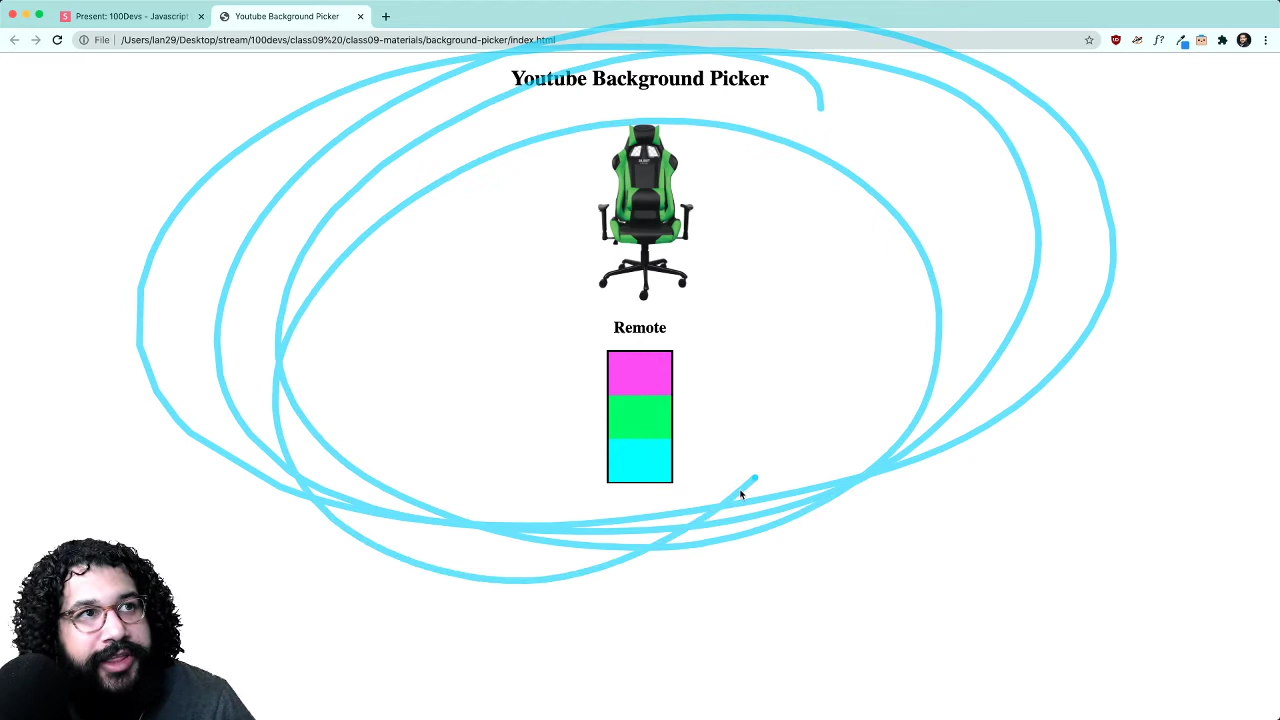 Present: 100Devs - Javascript
Youtube Background Picker
File
/Users/lan29/Desktop/stream/100devs/class09%20/class09-materials/background-picker/index.html
Youtube Background Picker
Remote